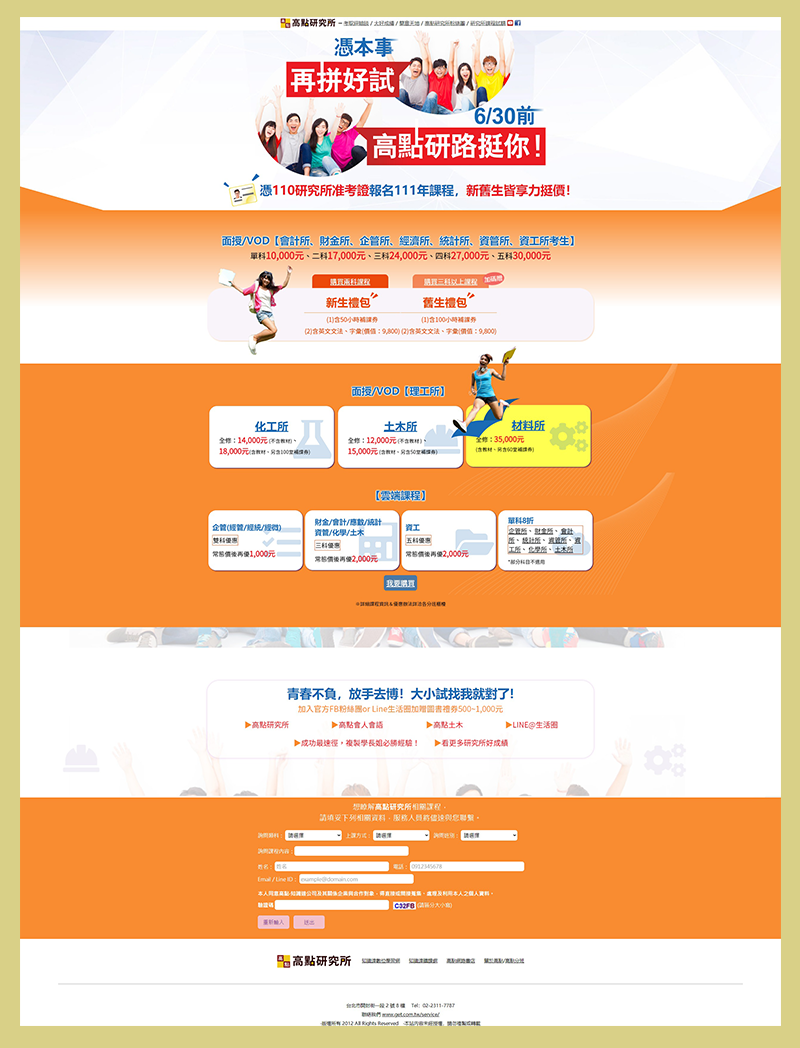 高點研究所 – 考取好翅誌 / 太好成績 / 雙重天地 / 高點研究所粉絲團 / 研究所課程試聽
憑本事
再拼好試
6/30前
高點研路挺你!
憑110研究所准考證報名111年課程，新舊生皆享力挺價!
面授/VOD【會計所、財金所、企管所、經濟所、統計所、資管所、資工所考生】
單科10,000元、二科17,000元、三科24,000元、四科27,000元、五科30,000元
購買兩科課程
購買三科以上課程
加碼應
新生禮包
舊生禮包
(1)含50小時補課券
(1)含100小時補課券
(2)含英文文法、字彙(價值：9,800)
(2)含英文文法、字彙(價值：9,800)
面授/VOD【理工所】
化工所
全修：14,000元 (不含教材)、
18,000元(含教材、另含100堂補課券)
土木所
全修：12,000元 (不含教材)、
15,000元 (含教材、另含50堂補課券)
材料所
全修：35,000元
(含教材、另含60堂補課券)
【雲端課程】
企管(經管/經統/經微)
雙科優惠
常態價後再優1,000元
財金/會計/應數/統計
資管/化學/土木
三科優惠
常態價後再優2,000元
資工
五科優惠
常態價後再優2,000元
單科8折
企管所、財金所、會計
所、統計所、資管所、資
工所、化學所、土木所
*部分科目不適用
我要購買
※詳細課程資訊&優惠辦法詳洽各分班櫃檯
青春不負，放手去博！大小試找我就對了!
加入官方FB粉絲團or Line生活圈加贈圖書禮券500~1,000元
▶高點研究所
▶高點會人會語
▶高點土木
▶LINE@生活圈
▶成功最速徑，複製學長姐必勝經驗！
▶看更多研究所好成績
想瞭解高點研究所相關課程，
請填妥下列相關資料，服務人員將儘速與您聯繫。
詢問類科： 請選擇
上課方式： 請選擇
詢問班別： 請選擇
詢問課程內容：
姓名： 姓名
電話： 0912345678
Email / Line ID： example@domain.com
本人同意高點‧知識達公司及其關係企業與合作對象，得直接或間接蒐集、處理及利用本人之個人資料。
驗證碼
C32FB (請區分大小寫)
重新輸入
送出
高點研究所
知識達數位學院網
知識達購課網
高點網路書店
關於高點/高點分班
台北市開封街一段 2 號 8 樓 Tel：02-2311-7787
聯絡我們 www.get.com.tw/service/
‧版權所有 2012 All Rights Reserved ‧本站內容未經授權，請勿複製或轉載